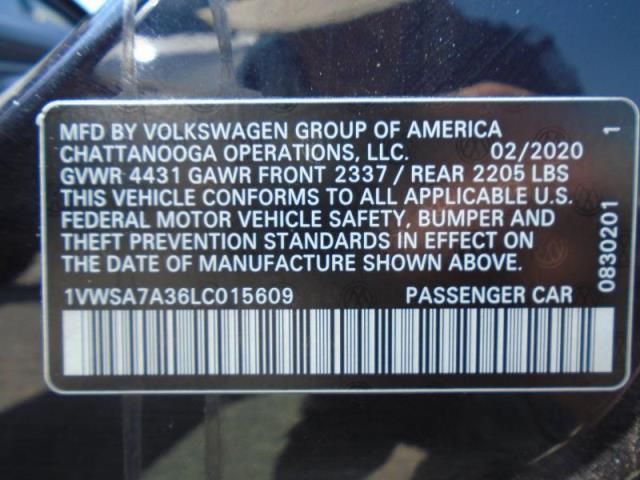 MFD BY VOLKSWAGEN GROUP OF AMERICA
CHATTANOOGA OPERATIONS, LLC. 02/2020
GVWR 4431 GAWR FRONT 2337 / REAR 2205 LBS
THIS VEHICLE CONFORMS TO ALL APPLICABLE U.S.
FEDERAL MOTOR VEHICLE SAFETY, BUMPER AND
THEFT PREVENTION STANDARDS IN EFFECT ON
THE DATE OF MANUFACTURE SHOWN ABOVE.
1VWSA7A36LC015609 PASSENGER CAR
0830201 1